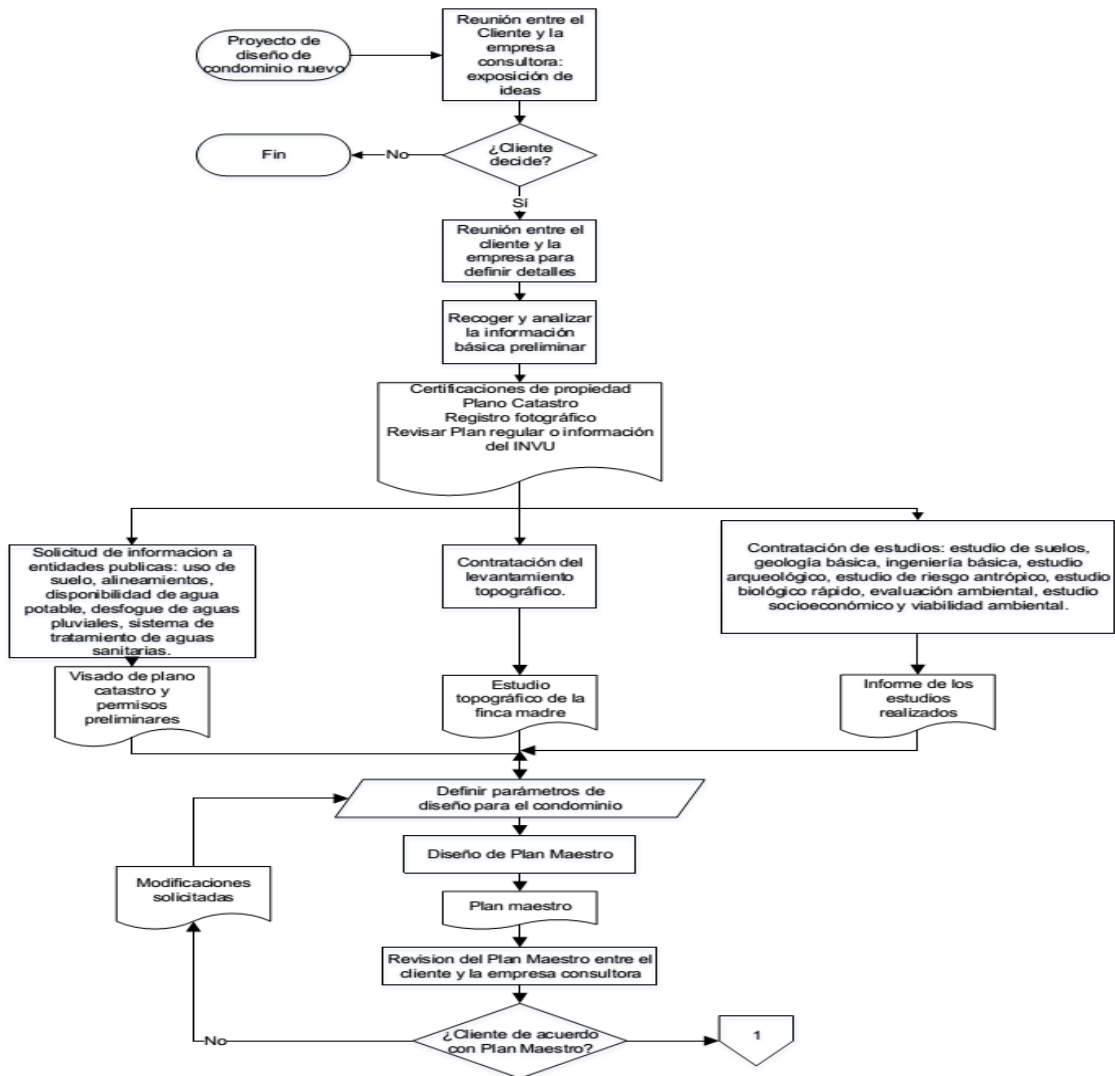 Proyecto de
diseño de
condominio nuevo
Reunión entre el
Cliente y la
empresa
consultora:
exposición de
ideas
Fin
No
¿Cliente
decide?
Sí
Reunión entre el
cliente y la
empresa para
definir detalles
Recoger y analizar
la información
básica preliminar
Certificaciones de propiedad
Plano Catastro
Registro fotográfico
Revisar Plan regular o información
del INVU
Solicitud de informacion a
entidades publicas: uso de
suelo, alineamientos,
disponibilidad de agua
potable, desfogue de aguas
pluviales, sistema de
tratamiento de aguas
sanitarias.
Contratación del
levantamiento
topográfico.
Contratación de estudios: estudio de suelos,
geología básica, ingeniería básica, estudio
arqueológico, estudio de riesgo antrópico, estudio
biológico rápido, evaluación ambiental, estudio
socioeconómico y viabilidad ambiental.
Visado de plano
catastro y
permisos
preliminares
Estudio
topográfico de la
finca madre
Informe de los
estudios
realizados
Definir parámetros de
diseño para el condominio
Diseño de Plan Maestro
Modificaciones
solicitadas
Plan maestro
Revision del Plan Maestro entre el
cliente y la empresa consultora
No
¿Cliente de acuerdo
con Plan Maestro?
1